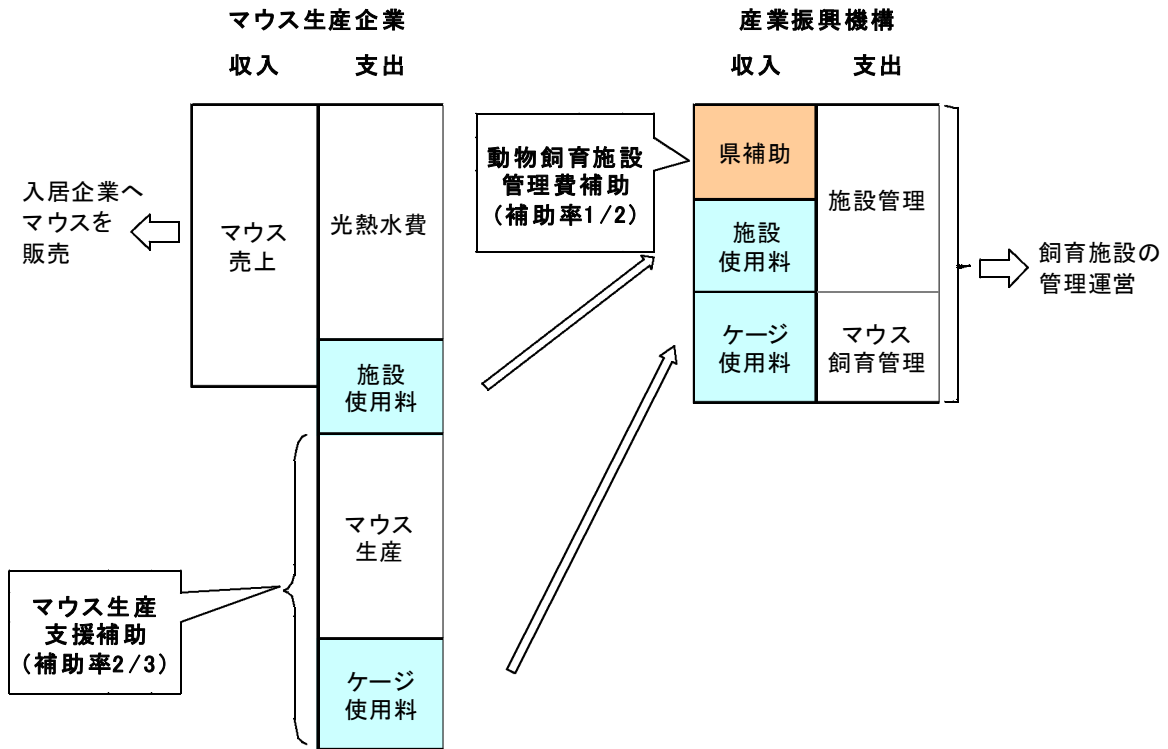 マウス生産企業
収入
支出
入居企業へ
マウスを
販売
マウス
売上
光熱水費
施設
使用料
マウス
生産
ケージ
使用料
マウス生産
支援補助
(補助率2/3)
産業振興機構
収入
支出
動物飼育施設
管理費補助
(補助率1/2)
県補助
施設
使用料
ケージ
使用料
施設管理
マウス
飼育管理
飼育施設の
管理運営